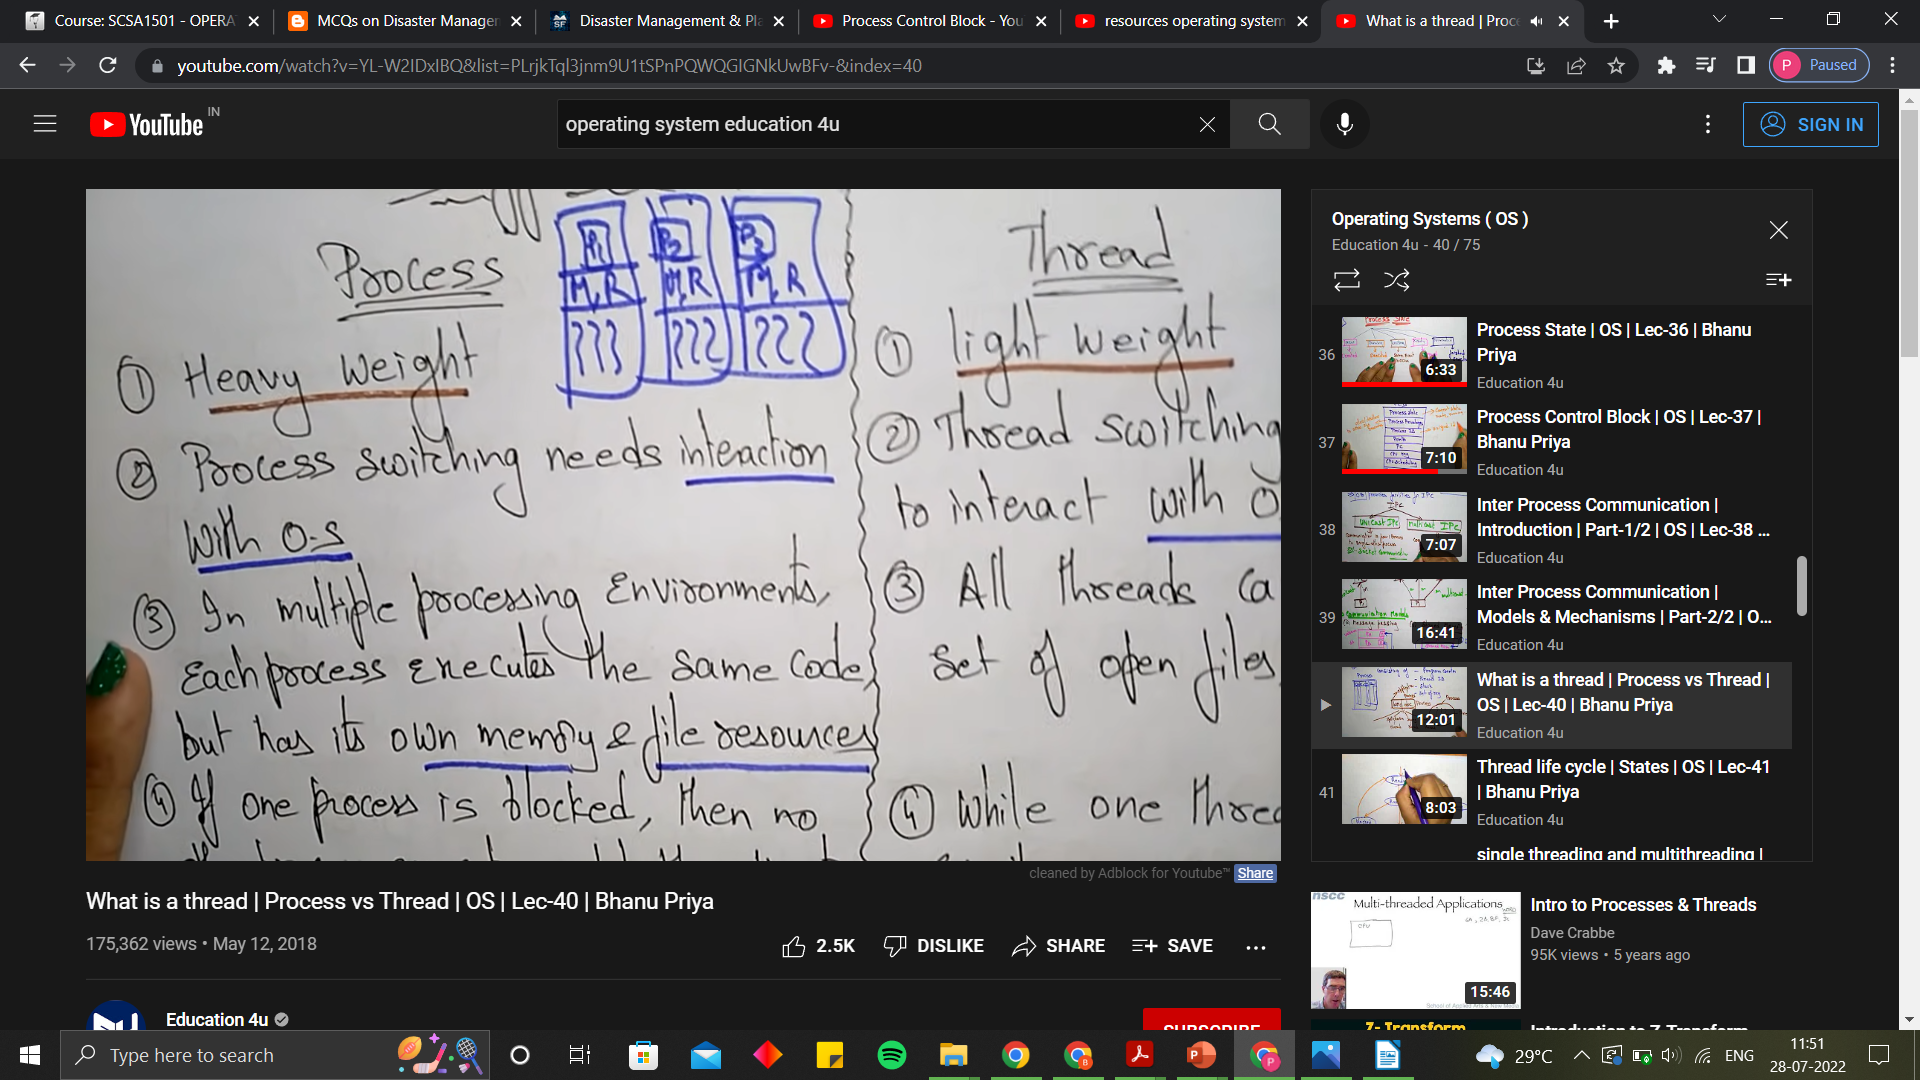 Course: SCSA1501 - OPERA
MCQs on Disaster Managen
Disaster Management & Pla
Process Control Block - You
resources operating system
What is a thread | Proce
youtube.com/watch?v=YL-W2IDxIBQ&list=PLrjkTql3jnm9U1tSPnPQWQGIGNkUwBFv-&index=40
P Paused
YouTube IN
operating system education 4u
SIGN IN
Process
P1 P2 P3
M,R M,R M,R
Thread
① Heavy Weight
① light weight
② Process switching needs interaction
With O-S
② Thread switching
to interact with O
③ In multiple processing Environments,
Each process Executes the same Code,
but has its own memory & file resources
③ All threads Ca
Set of open files
④ If one process is blocked, then no
④ While one threa
cleaned by Adblock for Youtube™ Share
What is a thread | Process vs Thread | OS | Lec-40 | Bhanu Priya
175,362 views • May 12, 2018
2.5K DISLIKE SHARE SAVE ...
Education 4u
SUBSCRIBE
Operating Systems ( OS )
Education 4u - 40 / 75
36
6:33
Process State | OS | Lec-36 | Bhanu
Priya
Education 4u
37
7:10
Process Control Block | OS | Lec-37 |
Bhanu Priya
Education 4u
38
7:07
Inter Process Communication |
Introduction | Part-1/2 | OS | Lec-38 ...
Education 4u
39
16:41
Inter Process Communication |
Models & Mechanisms | Part-2/2 | O...
Education 4u
12:01
What is a thread | Process vs Thread |
OS | Lec-40 | Bhanu Priya
Education 4u
41
8:03
Thread life cycle | States | OS | Lec-41
| Bhanu Priya
Education 4u
single threading and multithreading |
nscc
Multi-threaded Applications
CPU
15:46
Intro to Processes & Threads
Dave Crabbe
95K views • 5 years ago
Z- Transform
Introduction to Z-Transform
Type here to search
29°C
ENG
11:51
28-07-2022